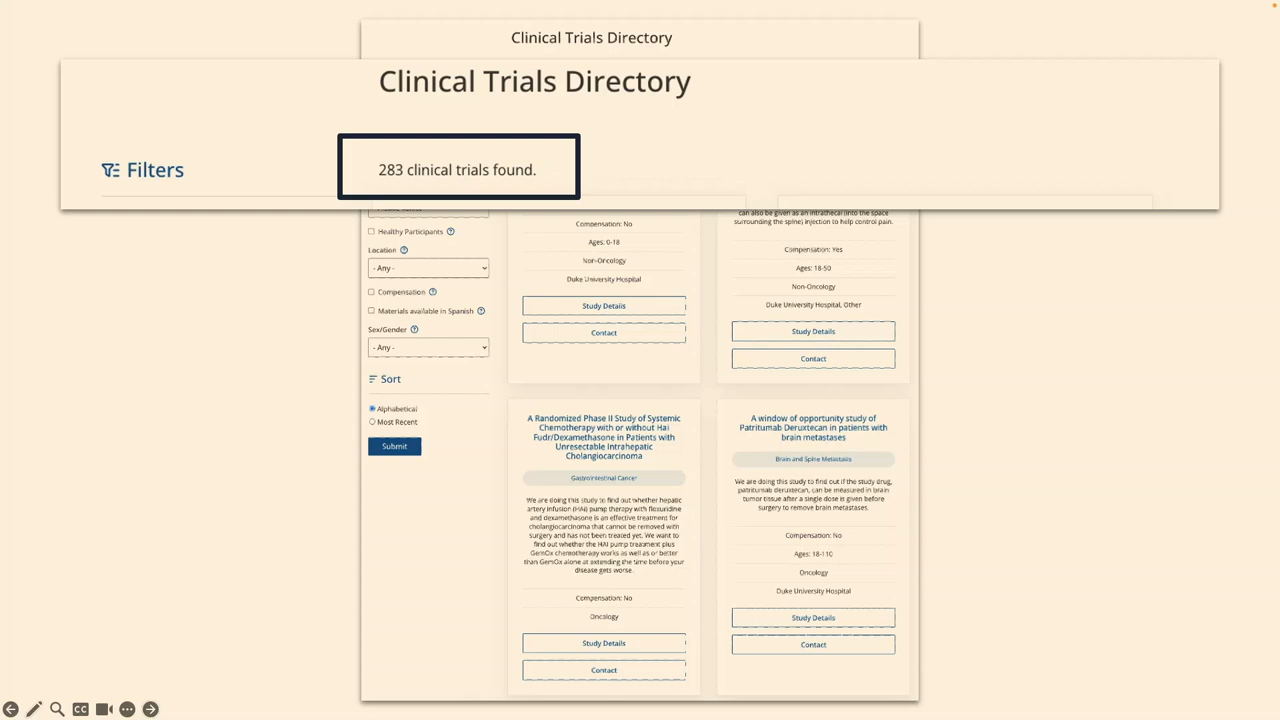 Clinical Trials Directory
Clinical Trials Directory
Filters
283 clinical trials found.
Healthy Participants
Location
- Any -
Compensation
Materials available in Spanish
Sex/Gender
- Any -
Sort
Alphabetical
Most Recent
Submit
Compensation: No
Ages: 0-18
Non-Oncology
Duke University Hospital
Study Details
Contact
can also be given as an intrathecal (into the space
surrounding the spine) injection to help control pain.
Compensation: Yes
Ages: 18-50
Non-Oncology
Duke University Hospital, Other
Study Details
Contact
A Randomized Phase II Study of Systemic
Chemotherapy with or without Hai
Fudr/Dexamethasone in Patients with
Unresectable Intrahepatic
Cholangiocarcinoma
Gastrointestinal Cancer
We are doing this study to find out whether hepatic
artery infusion (HAI) pump therapy with floxuridine
and dexamethasone is an effective treatment for
cholangiocarcinoma that cannot be removed with
surgery and has not been treated yet. We want to
find out whether the HAI pump treatment plus
GemOx chemotherapy works as well as or better
than GemOx alone at extending the time before your
disease gets worse.
Compensation: No
Oncology
Study Details
Contact
A window of opportunity study of
Patritumab Deruxtecan in patients with
brain metastases
Brain and Spine Metastasis
We are doing this study to find out if the study drug,
patritumab deruxtecan, can be measured in brain
tumor tissue after a single dose is given before
surgery to remove brain metastases.
Compensation: No
Ages: 18-110
Oncology
Duke University Hospital
Study Details
Contact
CC